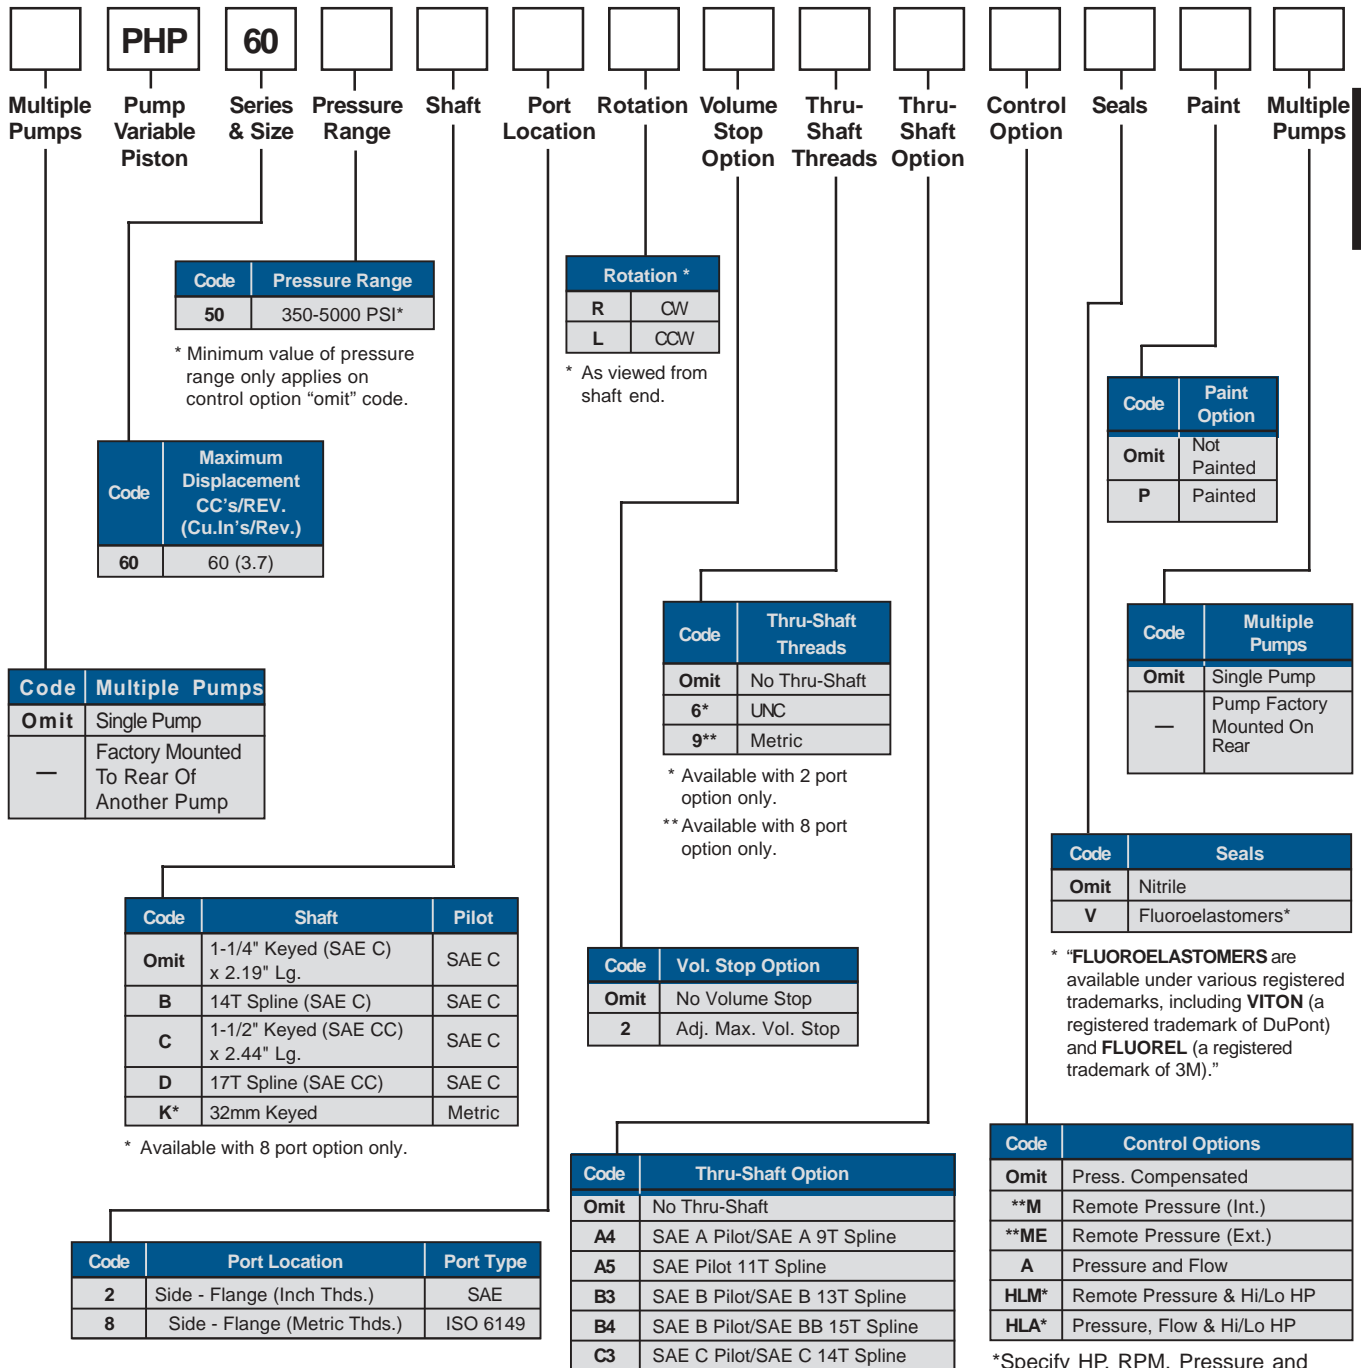 PHP
60
Multiple Pumps
Pump Variable Piston
Series & Size
Pressure Range
Shaft
Port Location
Rotation
Volume Stop Option
Thru-Shaft Threads
Thru-Shaft Option
Control Option
Seals
Paint
Multiple Pumps
Code Pressure Range
50 350-5000 PSI*
* Minimum value of pressure
range only applies on
control option “omit” code.
Rotation *
R CW
L CCW
* As viewed from
shaft end.
Code Paint Option
Omit Not Painted
P Painted
Code Maximum Displacement CC’s/REV. (Cu.In’s/Rev.)
60 60 (3.7)
Code Thru-Shaft Threads
Omit No Thru-Shaft
6* UNC
9** Metric
* Available with 2 port
option only.
** Available with 8 port
option only.
Code Multiple Pumps
Omit Single Pump
— Pump Factory Mounted On Rear
Code Multiple Pumps
Omit Single Pump
— Factory Mounted To Rear Of Another Pump
Code Seals
Omit Nitrile
V Fluoroelastomers*
* “FLUOROELASTOMERS are
available under various registered
trademarks, including VITON (a
registered trademark of DuPont)
and FLUOREL (a registered
trademark of 3M).”
Code Shaft Pilot
Omit 1-1/4" Keyed (SAE C) x 2.19" Lg. SAE C
B 14T Spline (SAE C) SAE C
C 1-1/2" Keyed (SAE CC) x 2.44" Lg. SAE C
D 17T Spline (SAE CC) SAE C
K* 32mm Keyed Metric
* Available with 8 port option only.
Code Vol. Stop Option
Omit No Volume Stop
2 Adj. Max. Vol. Stop
Code Port Location Port Type
2 Side - Flange (Inch Thds.) SAE
8 Side - Flange (Metric Thds.) ISO 6149
Code Thru-Shaft Option
Omit No Thru-Shaft
A4 SAE A Pilot/SAE A 9T Spline
A5 SAE Pilot 11T Spline
B3 SAE B Pilot/SAE B 13T Spline
B4 SAE B Pilot/SAE BB 15T Spline
C3 SAE C Pilot/SAE C 14T Spline
Code Control Options
Omit Press. Compensated
**M Remote Pressure (Int.)
**ME Remote Pressure (Ext.)
A Pressure and Flow
HLM* Remote Pressure & Hi/Lo HP
HLA* Pressure, Flow & Hi/Lo HP
*Specify HP, RPM, Pressure and